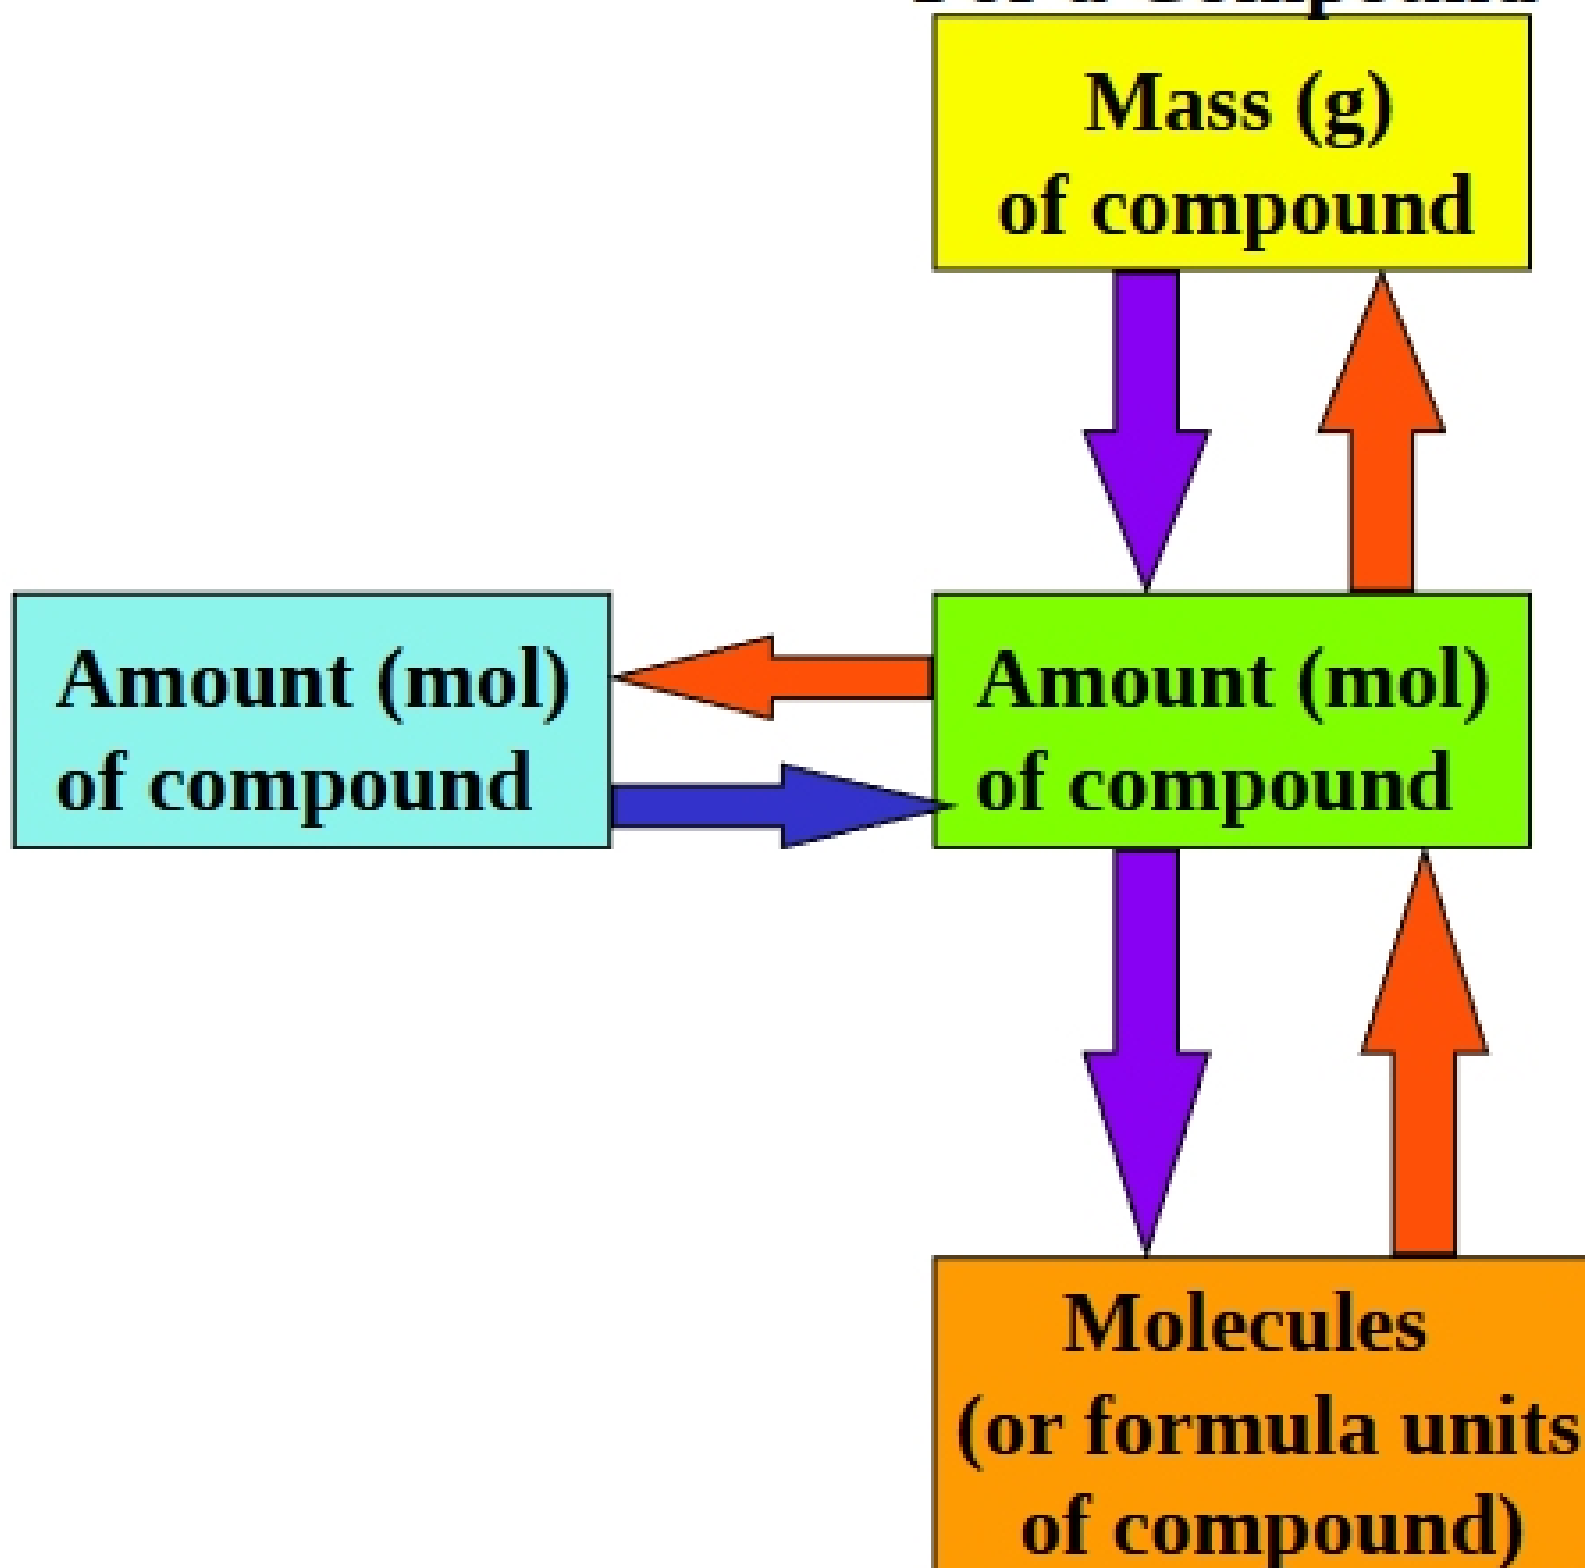 Mass (g)
of compound
Amount (mol)
of compound
Amount (mol)
of compound
Molecules
(or formula units
of compound)